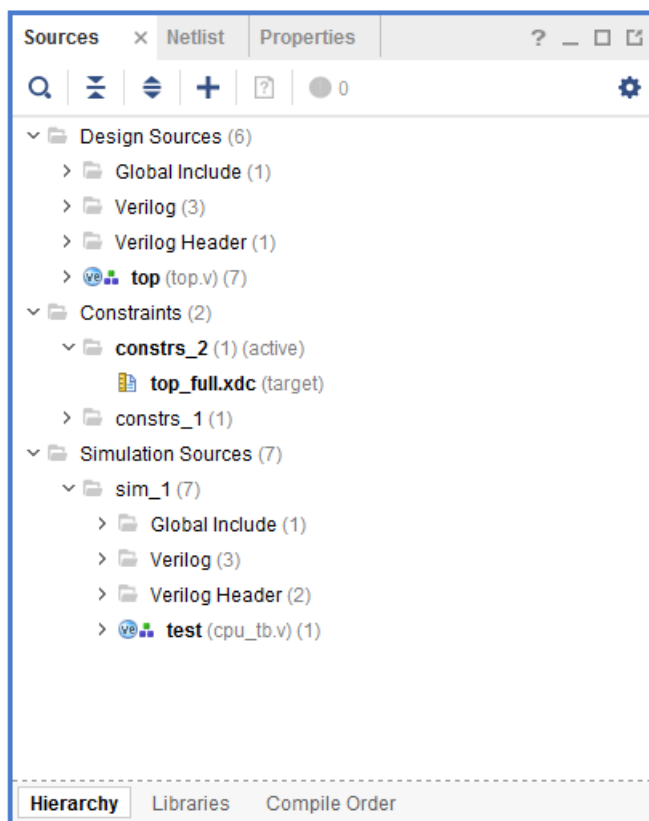 Sources × Netlist Properties ?
0
Design Sources (6)
Global Include (1)
Verilog (3)
Verilog Header (1)
top (top.v) (7)
Constraints (2)
constrs_2 (1) (active)
top_full.xdc (target)
constrs_1 (1)
Simulation Sources (7)
sim_1 (7)
Global Include (1)
Verilog (3)
Verilog Header (2)
test (cpu_tb.v) (1)
Hierarchy Libraries Compile Order